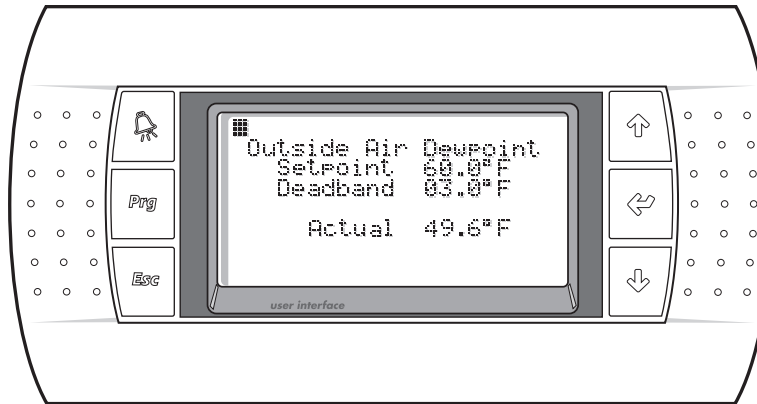 Outside Air Dewpoint
Setpoint 60.0°F
Deadband 03.0°F
Actual 49.6°F
Prg
Esc
user interface